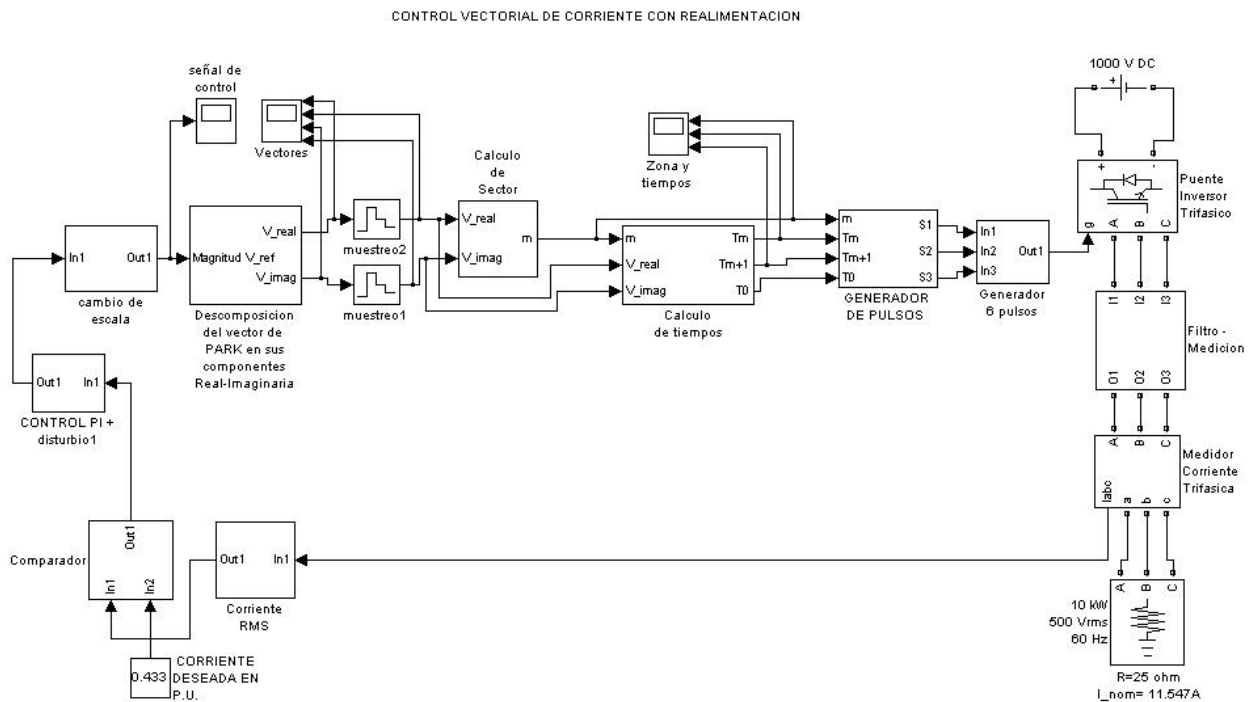 CONTROL VECTORIAL DE CORRIENTE CON REALIMENTACION
señal de
control
Vectores
In1
Out1
cambio de
escala
Magnitud V_ref
V_real
V_imag
Descomposicion
del vector de
PARK en sus
componentes
Real-Imaginaria
muestreo2
muestreo1
Calculo
de
Sector
V_real
V_imag
m
Zona y
tiempos
m
V_real
V_imag
Tm
Tm+1
T0
Calculo
de tiempos
m
Tm
Tm+1
T0
S1
S2
S3
GENERADOR
DE PULSOS
In1
In2
In3
Out1
Generador
6 pulsos
1000 V DC
+
+
-
g
A
B
C
Puente
Inversor
Trifasico
I1
I2
I3
O1
O2
O3
Filtro -
Medicion
A
B
C
Iabc
a
b
c
Medidor
Corriente
Trifasica
A
B
C
10 kW
500 Vrms
60 Hz
R=25 ohm
I_nom= 11.547A
Out1
In1
CONTROL PI +
disturbio1
Comparador
Out1
In1
In2
Out1
In1
Corriente
RMS
0.433
CORRIENTE
DESEADA EN
P.U.